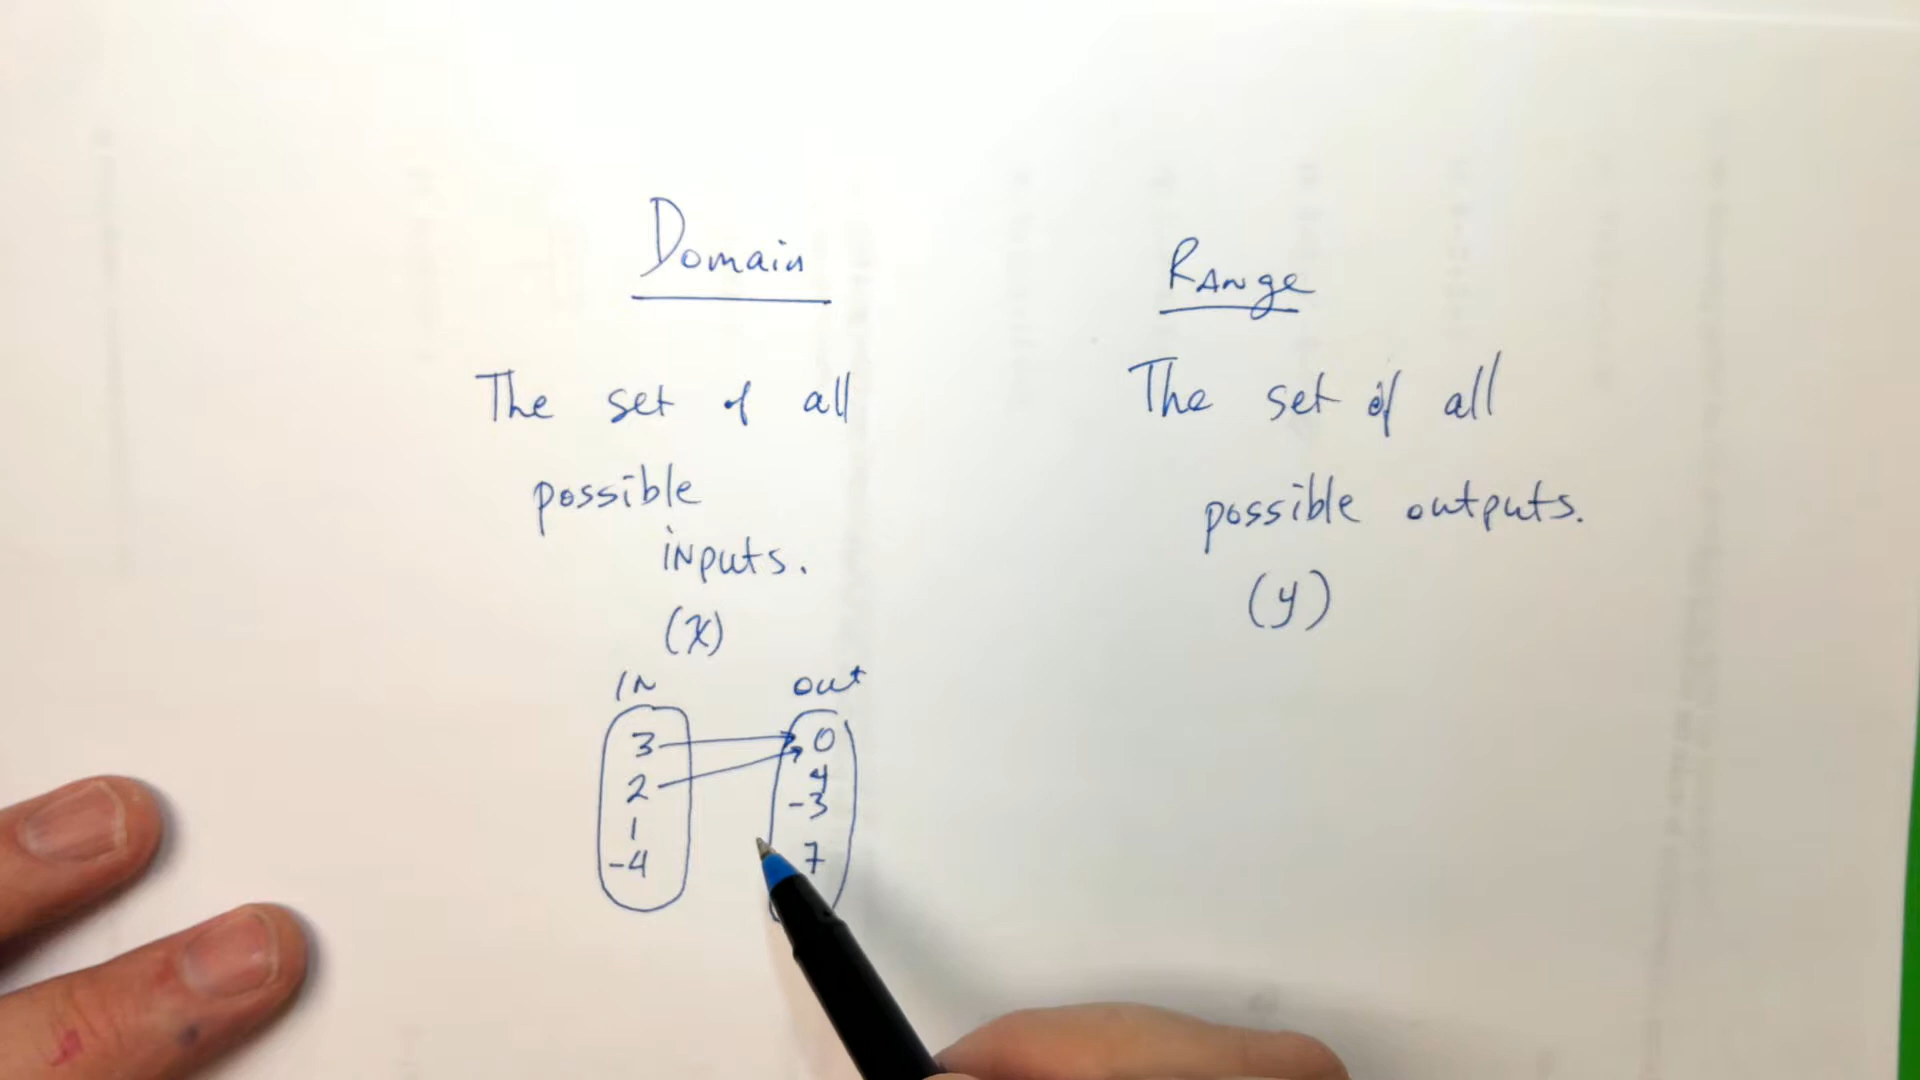 Domain
The set of all
possible
inputs.
(x)
Range
The set of all
possible outputs.
(y)
IN
3
2
1
-4
out
0
4
-3
7